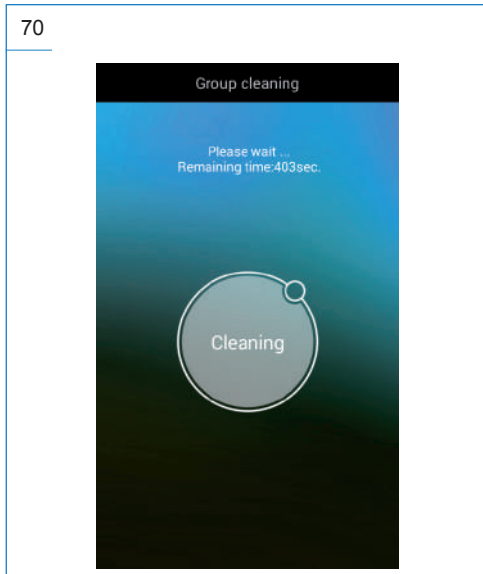 70
Group cleaning
Please wait ...
Remaining time:403sec.
Cleaning